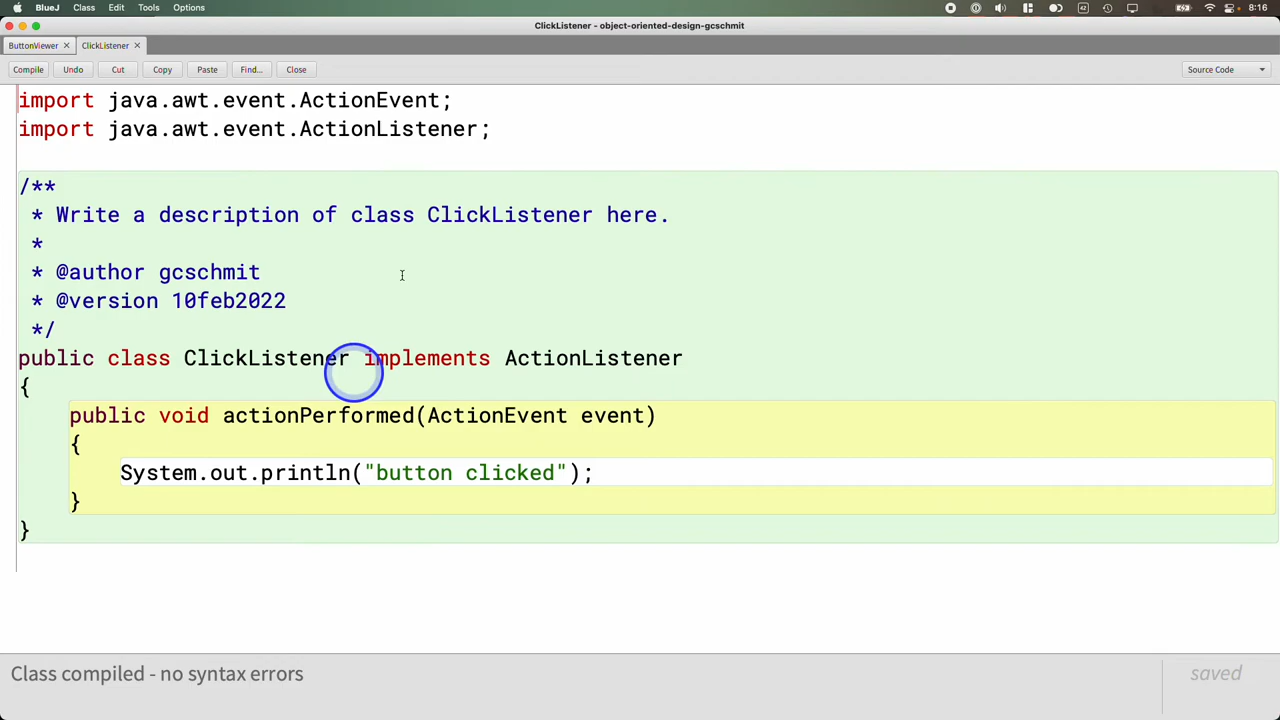 BlueJ Class Edit Tools Options 42 8:16
ClickListener - object-oriented-design-gcschmit
ButtonViewer ClickListener
Compile Undo Cut Copy Paste Find... Close Source Code
import java.awt.event.ActionEvent;
import java.awt.event.ActionListener;
/**
* Write a description of class ClickListener here.
*
* @author gcschmit
* @version 10feb2022
*/
public class ClickListener implements ActionListener
{
public void actionPerformed(ActionEvent event)
{
System.out.println("button clicked");
}
}
Class compiled - no syntax errors saved